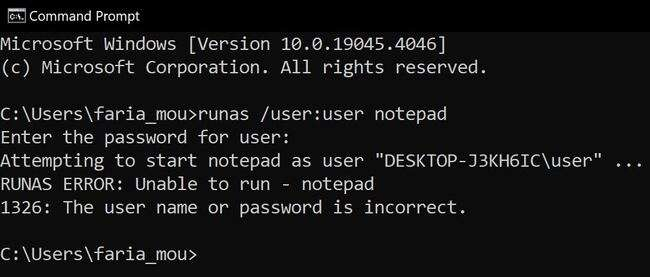 Command Prompt
Microsoft Windows [Version 10.0.19045.4046]
(c) Microsoft Corporation. All rights reserved.
C:\Users\faria_mou>runas /user:user notepad
Enter the password for user:
Attempting to start notepad as user "DESKTOP-J3KH6IC\user" ...
RUNAS ERROR: Unable to run - notepad
1326: The user name or password is incorrect.
C:\Users\faria_mou>